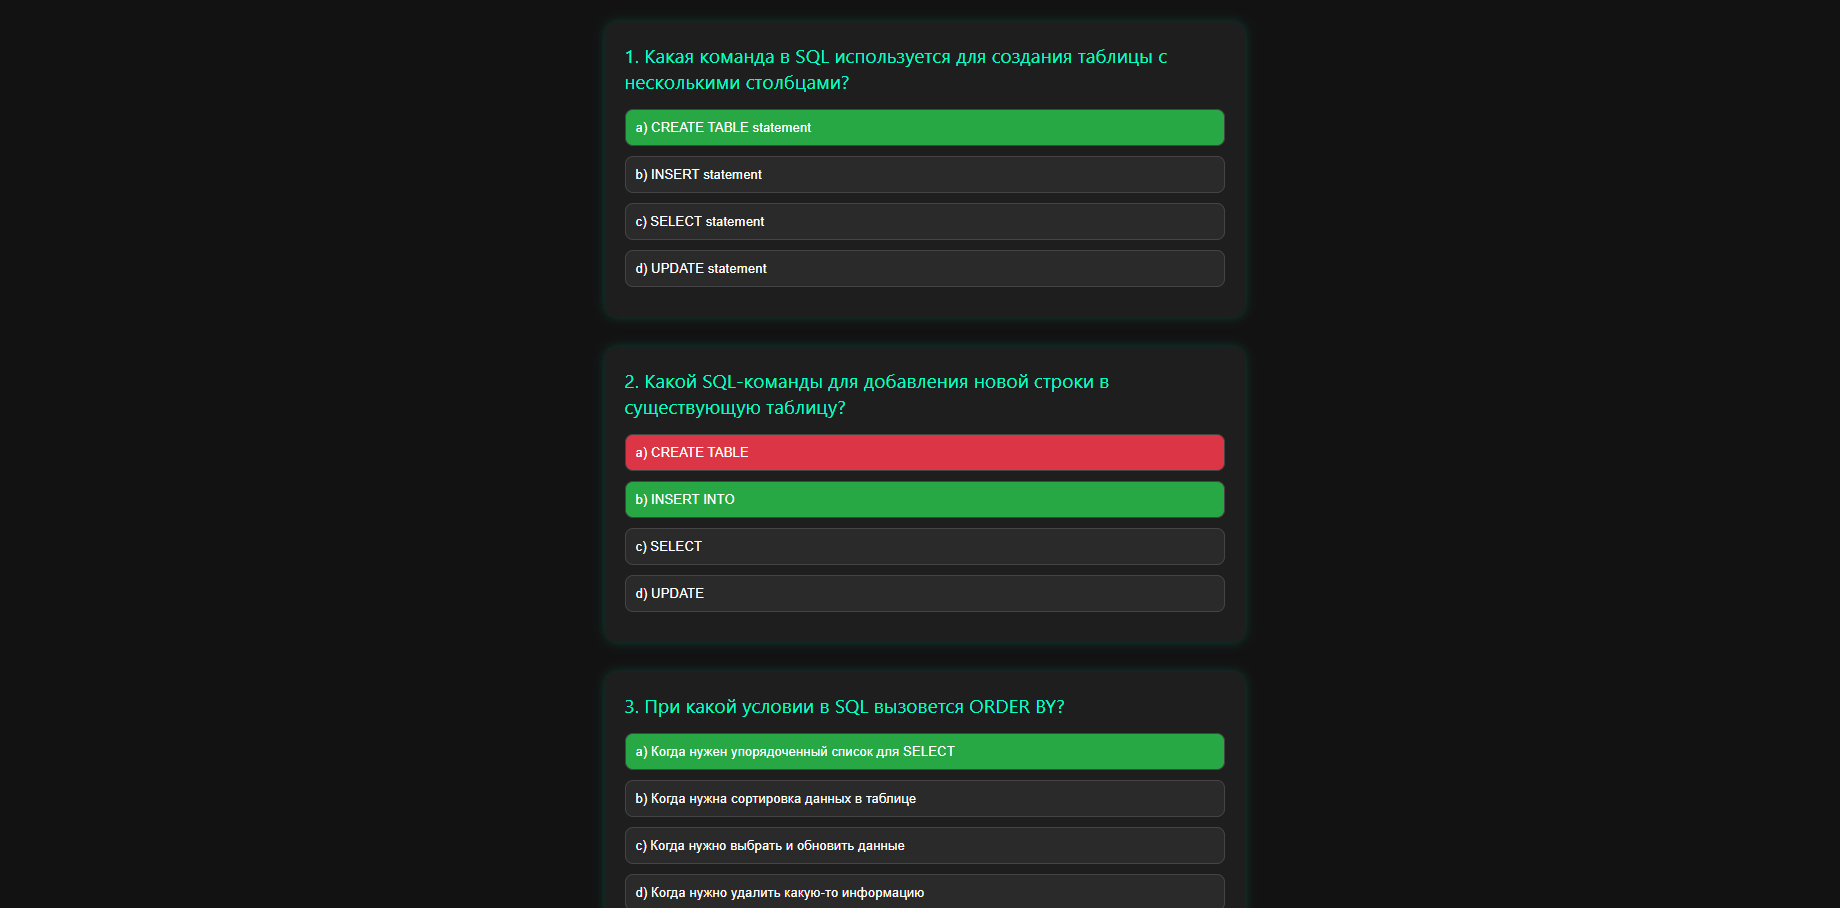 1. Какая команда в SQL используется для создания таблицы с
несколькими столбцами?
a) CREATE TABLE statement
b) INSERT statement
c) SELECT statement
d) UPDATE statement
2. Какой SQL-команды для добавления новой строки в
существующую таблицу?
a) CREATE TABLE
b) INSERT INTO
c) SELECT
d) UPDATE
3. При какой условии в SQL вызовется ORDER BY?
a) Когда нужен упорядоченный список для SELECT
b) Когда нужна сортировка данных в таблице
c) Когда нужно выбрать и обновить данные
d) Когда нужно удалить какую-то информацию